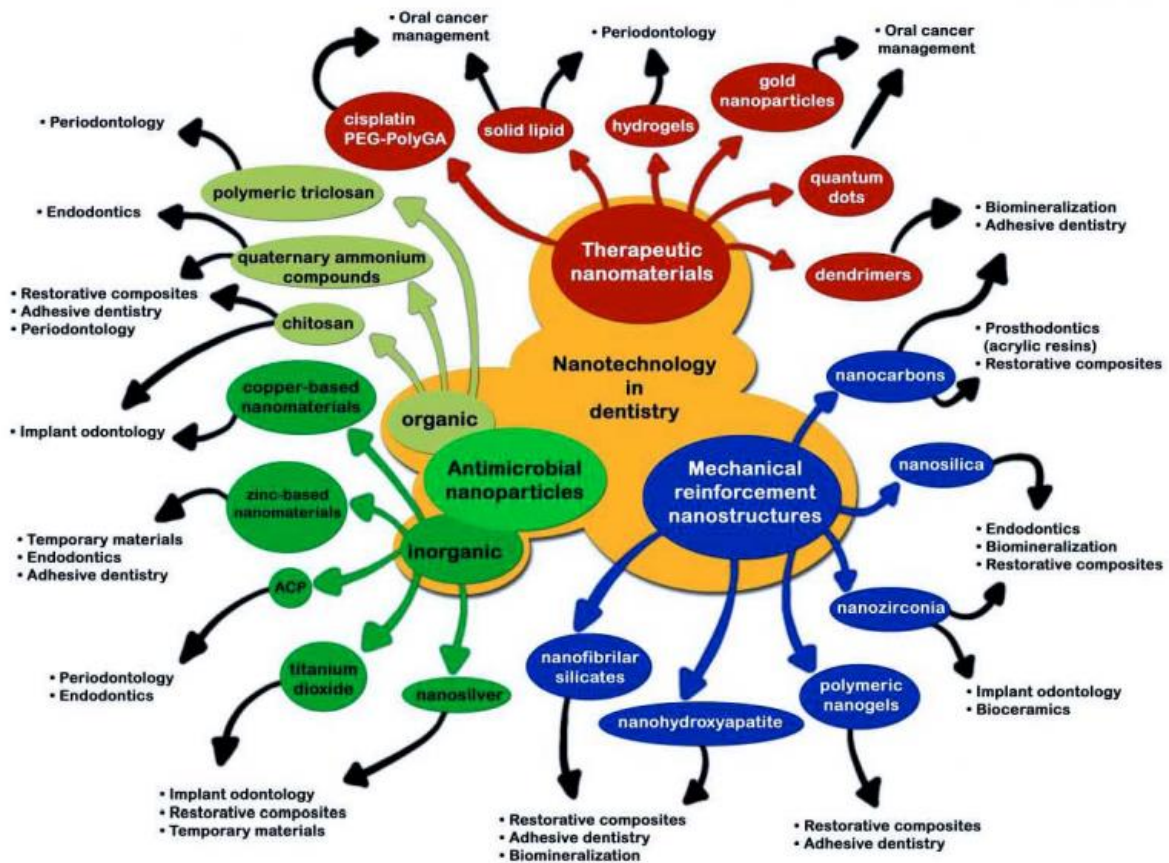 • Oral cancer
management
• Periodontology
• Oral cancer
management
gold
nanoparticles
cisplatin
PEG-PolyGA
solid lipid
hydrogels
• Periodontology
polymeric triclosan
quantum
dots
• Endodontics
• Biomineralization
• Adhesive dentistry
Therapeutic
nanomaterials
quaternary ammonium
compounds
dendrimers
• Restorative composites
• Adhesive dentistry
• Periodontology
chitosan
• Prosthodontics
(acrylic resins)
• Restorative composites
Nanotechnology
in
dentistry
nanocarbons
copper-based
nanomaterials
organic
• Implant odontology
Antimicrobial
nanoparticles
Mechanical
reinforcement
nanostructures
nanosilica
zinc-based
nanomaterials
• Temporary materials
• Endodontics
• Adhesive dentistry
inorganic
• Endodontics
• Biomineralization
• Restorative composites
ACP
nanozirconia
• Periodontology
• Endodontics
titanium
dioxide
nanosilver
nanofibrilar
silicates
nanohydroxyapatite
polymeric
nanogels
• Implant odontology
• Bioceramics
• Implant odontology
• Restorative composites
• Temporary materials
• Restorative composites
• Adhesive dentistry
• Biomineralization
• Restorative composites
• Adhesive dentistry